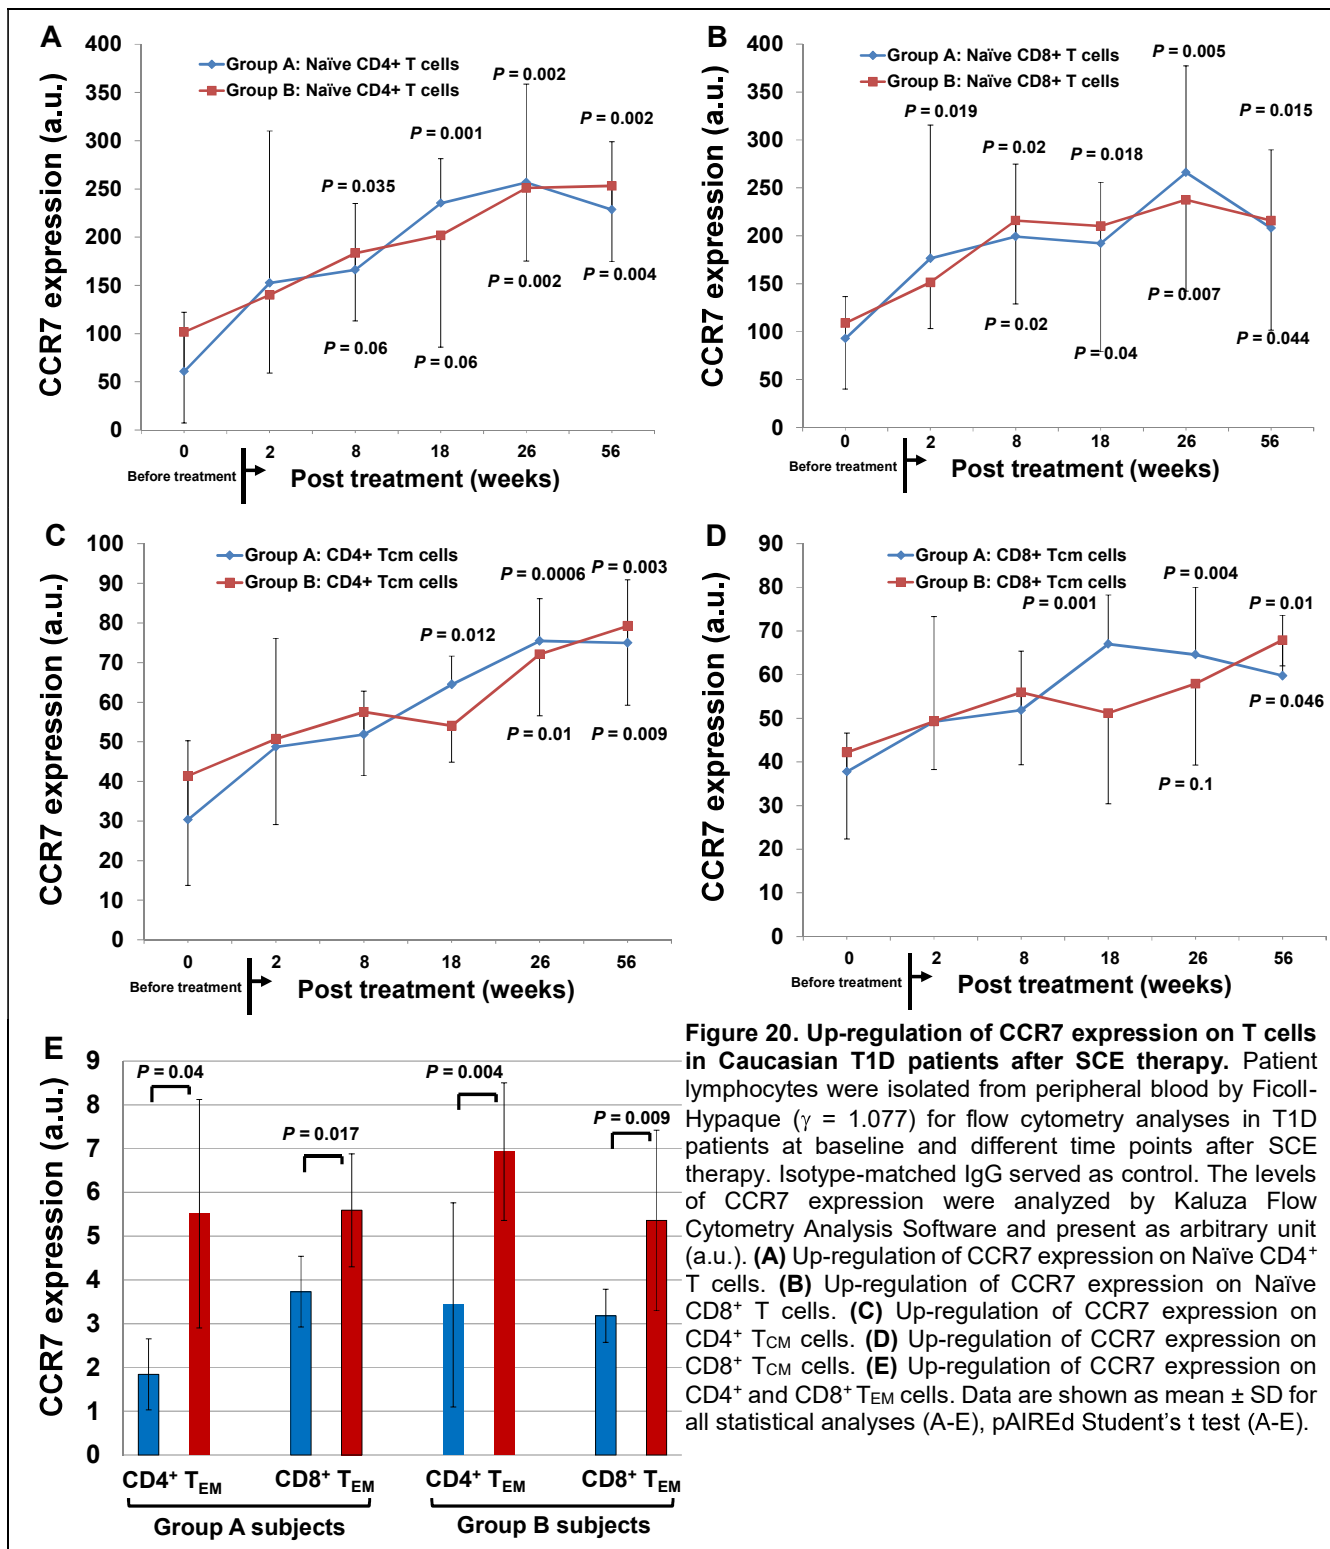 A
400
350
300
250
200
150
100
50
0
CCR7 expression (a.u.)
Group A: Naïve CD4+ T cells
Group B: Naïve CD4+ T cells
P = 0.002
P = 0.001
P = 0.002
P = 0.035
P = 0.004
P = 0.002
P = 0.06
P = 0.06
0 2 8 18 26 56
Before treatment
Post treatment (weeks)
B
400
350
300
250
200
150
100
50
0
CCR7 expression (a.u.)
Group A: Naïve CD8+ T cells
Group B: Naïve CD8+ T cells
P = 0.005
P = 0.019
P = 0.015
P = 0.02
P = 0.018
P = 0.007
P = 0.02
P = 0.04
P = 0.044
0 2 8 18 26 56
Before treatment
Post treatment (weeks)
C
100
90
80
70
60
50
40
30
20
10
0
CCR7 expression (a.u.)
Group A: CD4+ Tcm cells
Group B: CD4+ Tcm cells
P = 0.0006
P = 0.003
P = 0.012
P = 0.01
P = 0.009
0 2 8 18 26 56
Before treatment
Post treatment (weeks)
D
90
80
70
60
50
40
30
20
10
0
CCR7 expression (a.u.)
Group A: CD8+ Tcm cells
Group B: CD8+ Tcm cells
P = 0.004
P = 0.001
P = 0.01
P = 0.046
P = 0.1
0 2 8 18 26 56
Before treatment
Post treatment (weeks)
E
9
8
7
6
5
4
3
2
1
0
CCR7 expression (a.u.)
P = 0.04
P = 0.017
P = 0.004
P = 0.009
CD4⁺ TEM
CD8⁺ TEM
CD4⁺ TEM
CD8⁺ TEM
Group A subjects
Group B subjects
Figure 20. Up-regulation of CCR7 expression on T cells
in Caucasian T1D patients after SCE therapy. Patient
lymphocytes were isolated from peripheral blood by Ficoll-
Hypaque (γ = 1.077) for flow cytometry analyses in T1D
patients at baseline and different time points after SCE
therapy. Isotype-matched IgG served as control. The levels
of CCR7 expression were analyzed by Kaluza Flow
Cytometry Analysis Software and present as arbitrary unit
(a.u.). (A) Up-regulation of CCR7 expression on Naïve CD4⁺
T cells. (B) Up-regulation of CCR7 expression on Naïve
CD8⁺ T cells. (C) Up-regulation of CCR7 expression on
CD4⁺ TCM cells. (D) Up-regulation of CCR7 expression on
CD8⁺ TCM cells. (E) Up-regulation of CCR7 expression on
CD4⁺ and CD8⁺ TEM cells. Data are shown as mean ± SD for
all statistical analyses (A-E), pAIREd Student's t test (A-E).